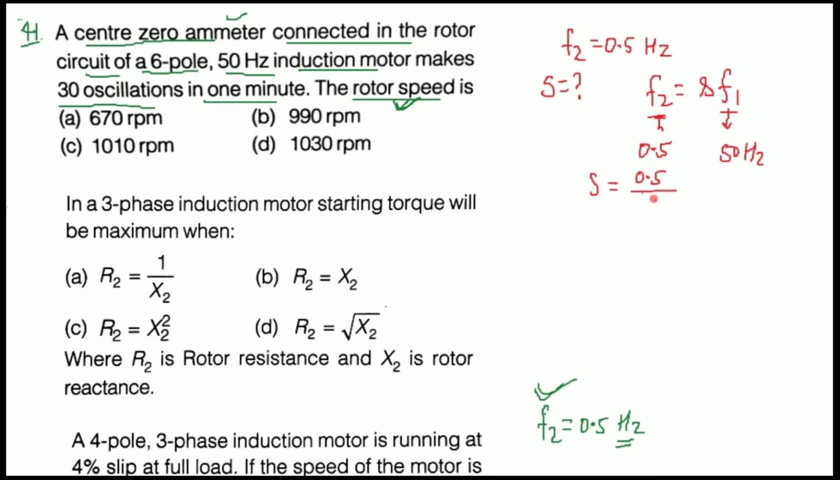 41. A centre zero ammeter connected in the rotor
circuit of a 6-pole, 50 Hz induction motor makes
30 oscillations in one minute. The rotor speed is
(a) 670 rpm (b) 990 rpm
(c) 1010 rpm (d) 1030 rpm
In a 3-phase induction motor starting torque will
be maximum when:
(a) R₂ = 1/X₂ (b) R₂ = X₂
(c) R₂ = X₂² (d) R₂ = √X₂
Where R₂ is Rotor resistance and X₂ is rotor
reactance.
A 4-pole, 3-phase induction motor is running at
4% slip at full load. If the speed of the motor is
f₂ = 0.5 Hz
S = ? f₂ = sf₁
0.5 50 Hz
S = 0.5/
f₂ = 0.5 Hz